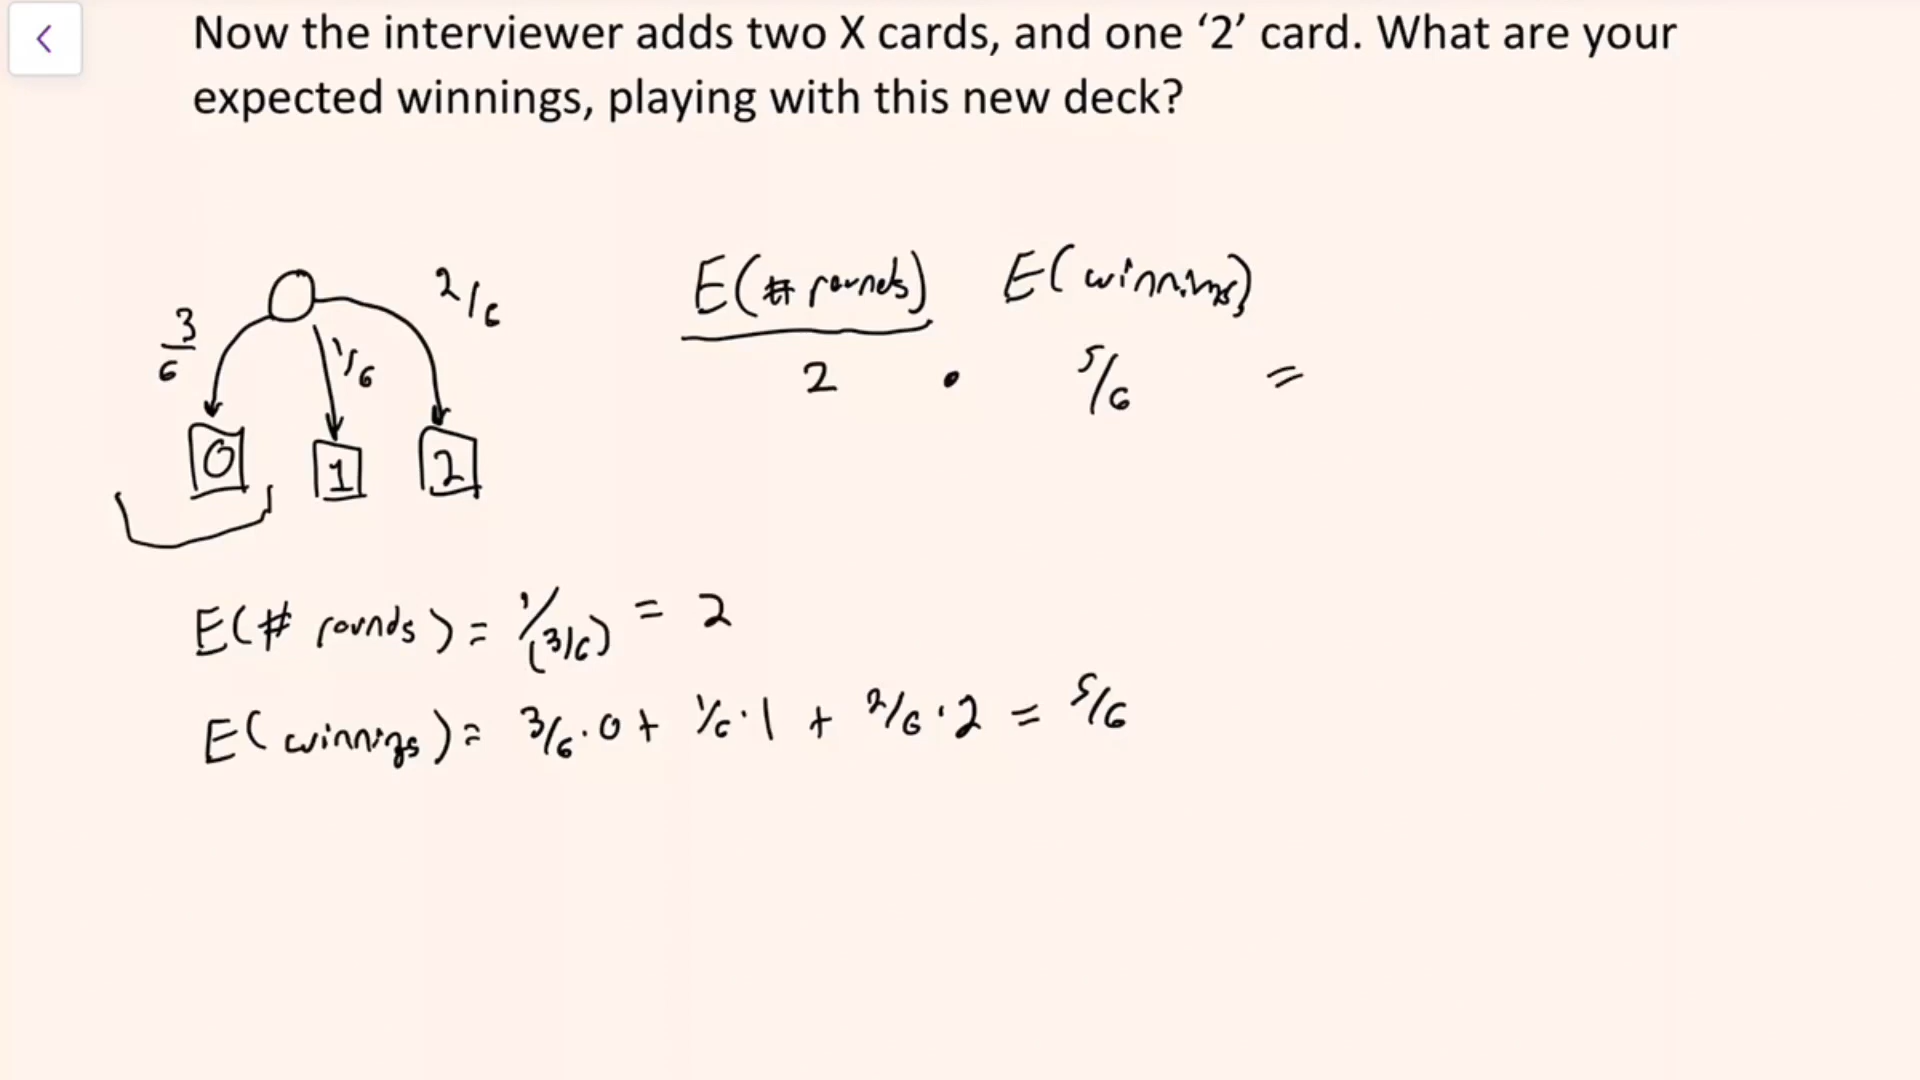 Now the interviewer adds two X cards, and one ‘2’ card. What are your
expected winnings, playing with this new deck?
3/6
1/6
2/6
0 1 2
E(# rounds) E(winnings)
2 • 5/6 =
E(# rounds) = 1/(3/6) = 2
E(winnings) = 3/6·0 + 1/6·1 + 2/6·2 = 5/6